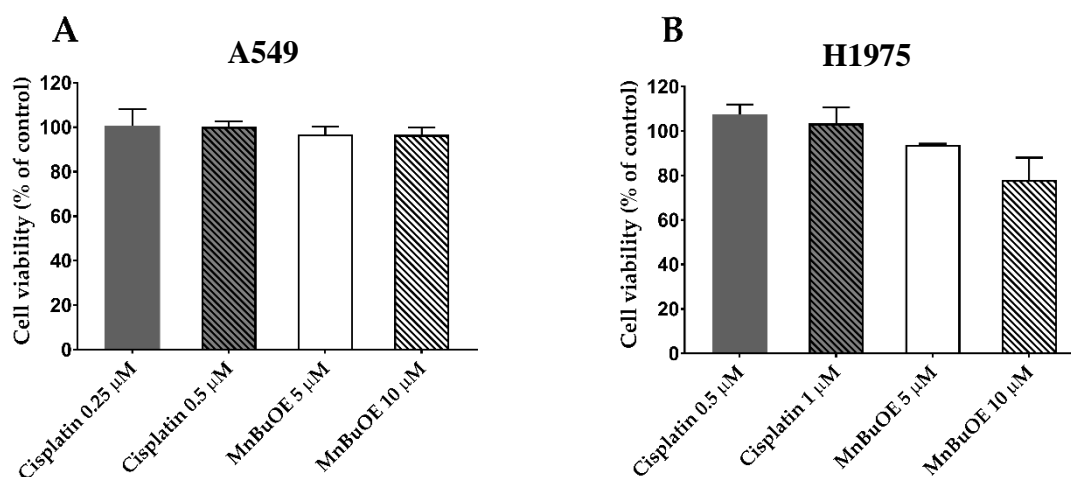 A
A549
Cell viability (% of control)
120
100
80
60
40
20
0
Cisplatin 0.25 μM
Cisplatin 0.5 μM
MnBuOE 5 μM
MnBuOE 10 μM
B
H1975
Cell viability (% of control)
120
100
80
60
40
20
0
Cisplatin 0.5 μM
Cisplatin 1 μM
MnBuOE 5 μM
MnBuOE 10 μM